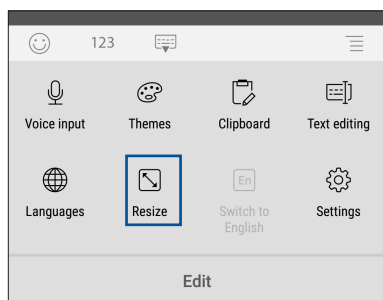 123
Voice input Themes Clipboard Text editing
En
Languages Resize Switch to Settings
English
Edit